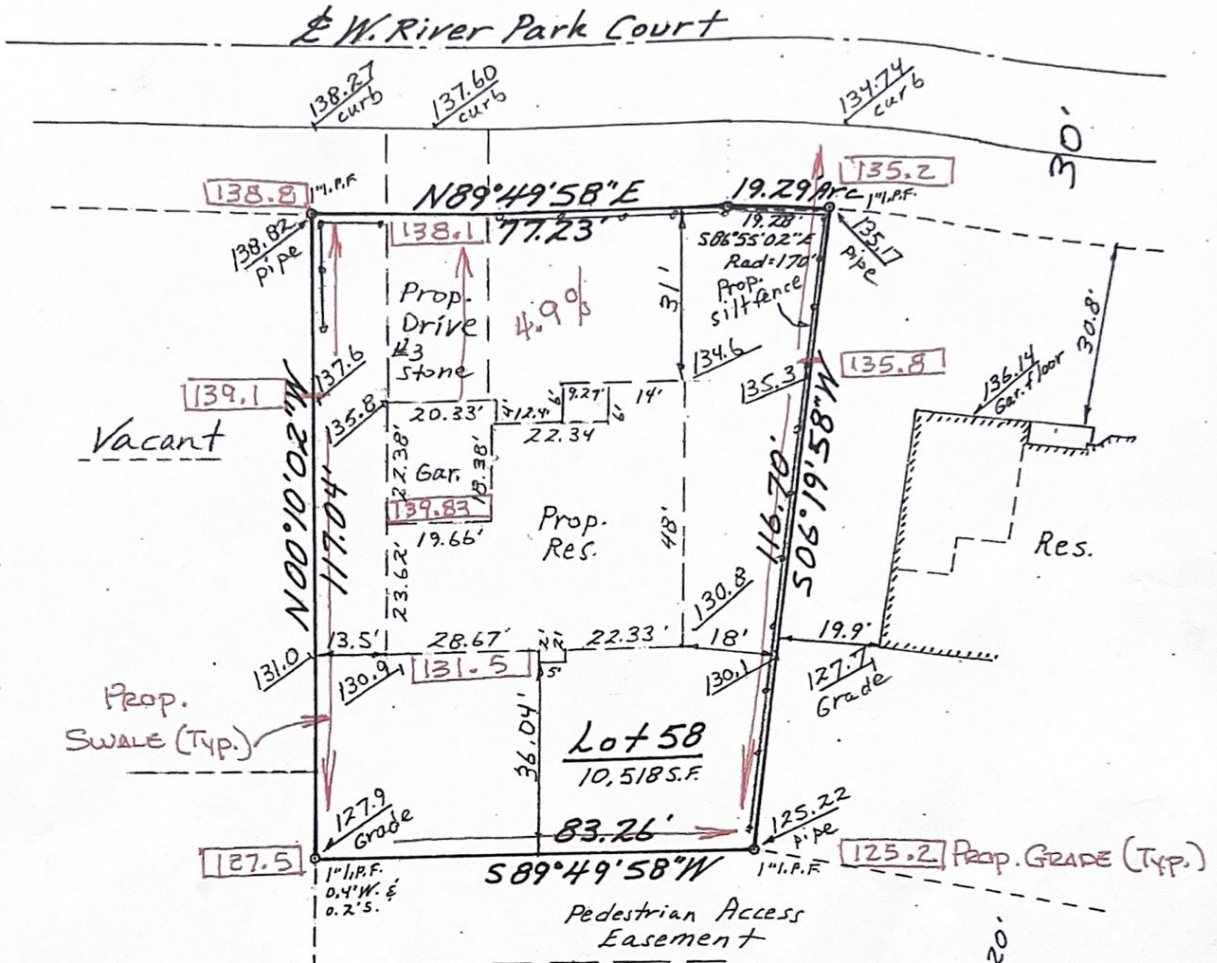 ℄ W. River Park Court
138.27
curb
137.60
curb
134.74
curb
30'
138.8
1" I.P.F.
N89°49'58"E
19.29 Arc
1" I.P.F.
135.2
138.82
pipe
138.1
77.23'
19.28'
S86°55'02"E
Rad=170'
135.17
pipe
Prop.
Drive
#3
stone
4.9%
31'
Prop.
silt fence
30.8'
137.6
134.6
135.3
135.8
136.14
Gar. floor
139.1
N00°10'02"W
135.8
20.33'
12.4'
6'
9.27'
6'
14'
22.34
Vacant
117.04'
22.38'
Gar.
18.38'
139.83
19.66'
Prop.
Res.
48'
116.70'
S06°19'58"W
Res.
23.62'
130.8
13.5'
28.67'
2'
2'
22.33'
18'
19.9'
131.0
130.9
131.5
5'
130.1
127.7
Grade
PROP.
SWALE (TYP.)
36.04'
Lot 58
10,518 S.F.
127.9
Grade
83.26'
125.22
pipe
127.5
1" I.P.F.
0.4' W. &
0.2' S.
S89°49'58"W
1" I.P.F.
125.2
PROP. GRADE (TYP.)
Pedestrian Access
Easement
20'